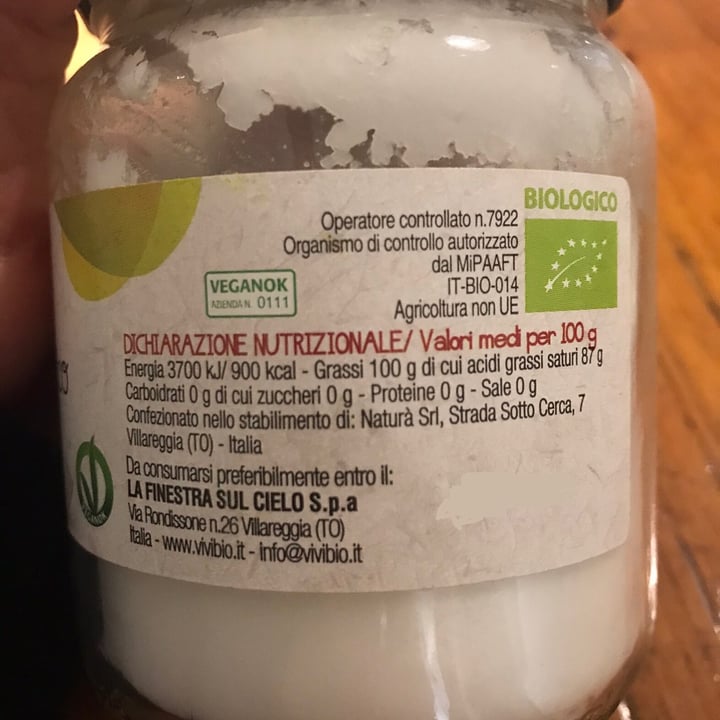 BIOLOGICO
Operatore controllato n.7922
Organismo di controllo autorizzato
dal MiPAAFT
IT-BIO-014
Agricoltura non UE
VEGANOK
AZIENDA N. 0111
DICHIARAZIONE NUTRIZIONALE/ Valori medi per 100 g
Energia 3700 kJ/ 900 kcal - Grassi 100 g di cui acidi grassi saturi 87 g
Carboidrati 0 g di cui zuccheri 0 g - Proteine 0 g - Sale 0 g
Confezionato nello stabilimento di: Naturà Srl, Strada Sotto Cerca, 7
Villareggia (TO) - Italia
Da consumarsi preferibilmente entro il:
LA FINESTRA SUL CIELO S.p.a
Via Rondissone n.26 Villareggia (TO)
Italia - www.vivibio.it - info@vivibio.it